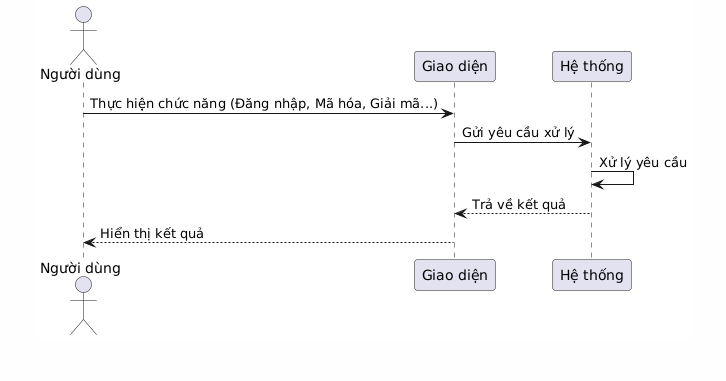 Người dùng
Giao diện
Hệ thống
Thực hiện chức năng (Đăng nhập, Mã hóa, Giải mã...)
Gửi yêu cầu xử lý
Xử lý yêu cầu
Trả về kết quả
Hiển thị kết quả
Người dùng
Giao diện
Hệ thống